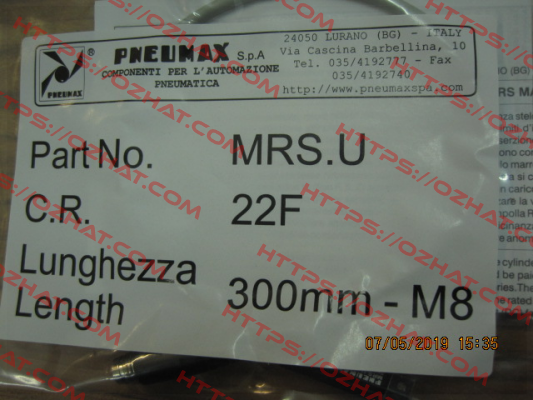 PNEUMAX S.p.A
COMPONENTI PER L'AUTOMAZIONE
PNEUMATICA
24050 LURANO (BG) - ITALY
Via Cascina Barbellina, 10
Tel. 035/4192777 - Fax
035/4192740
http://www.pneumaxspa.com
PNEUMAX
®
Part No. MRS.U
C.R. 22F
Lunghezza
Length 300mm - M8
07/05/2019 15:35
HTTPS://OZHAT.COM